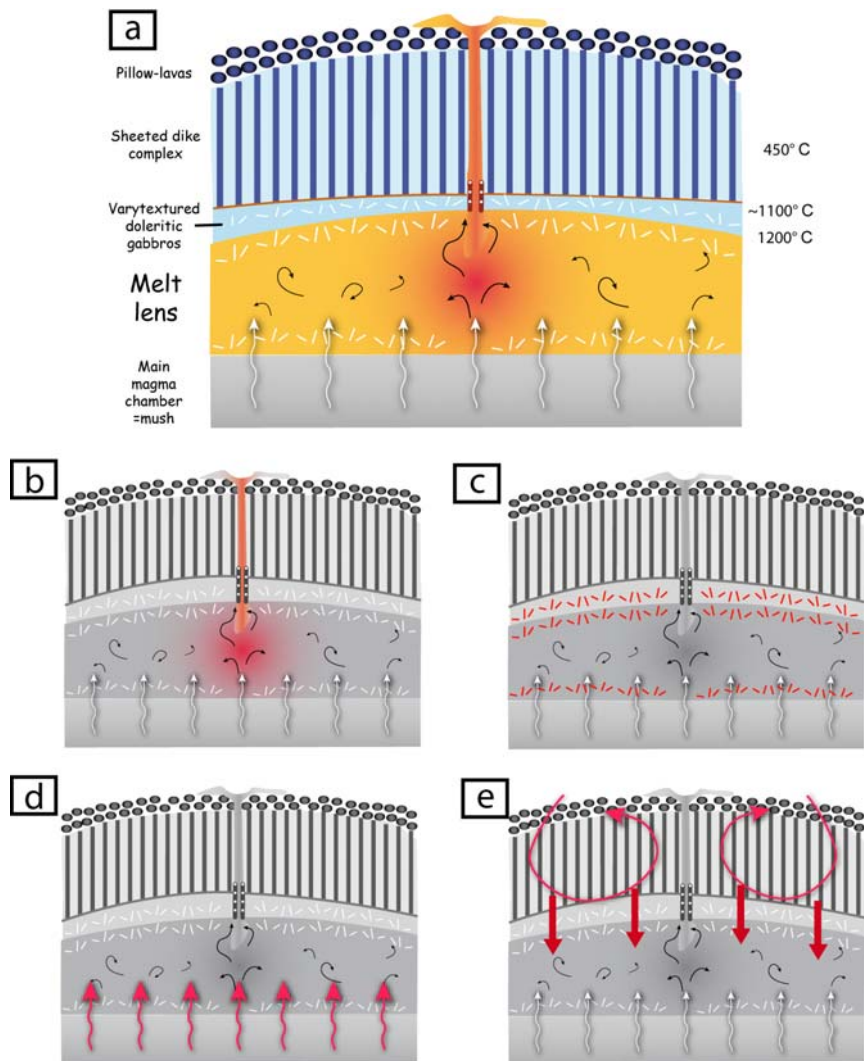 a
Pillow-lavas
Sheeted dike
complex
450° C
Varytextured
doleritic
gabbros
~1100° C
1200° C
Melt
lens
Main
magma
chamber
=mush
b
c
d
e